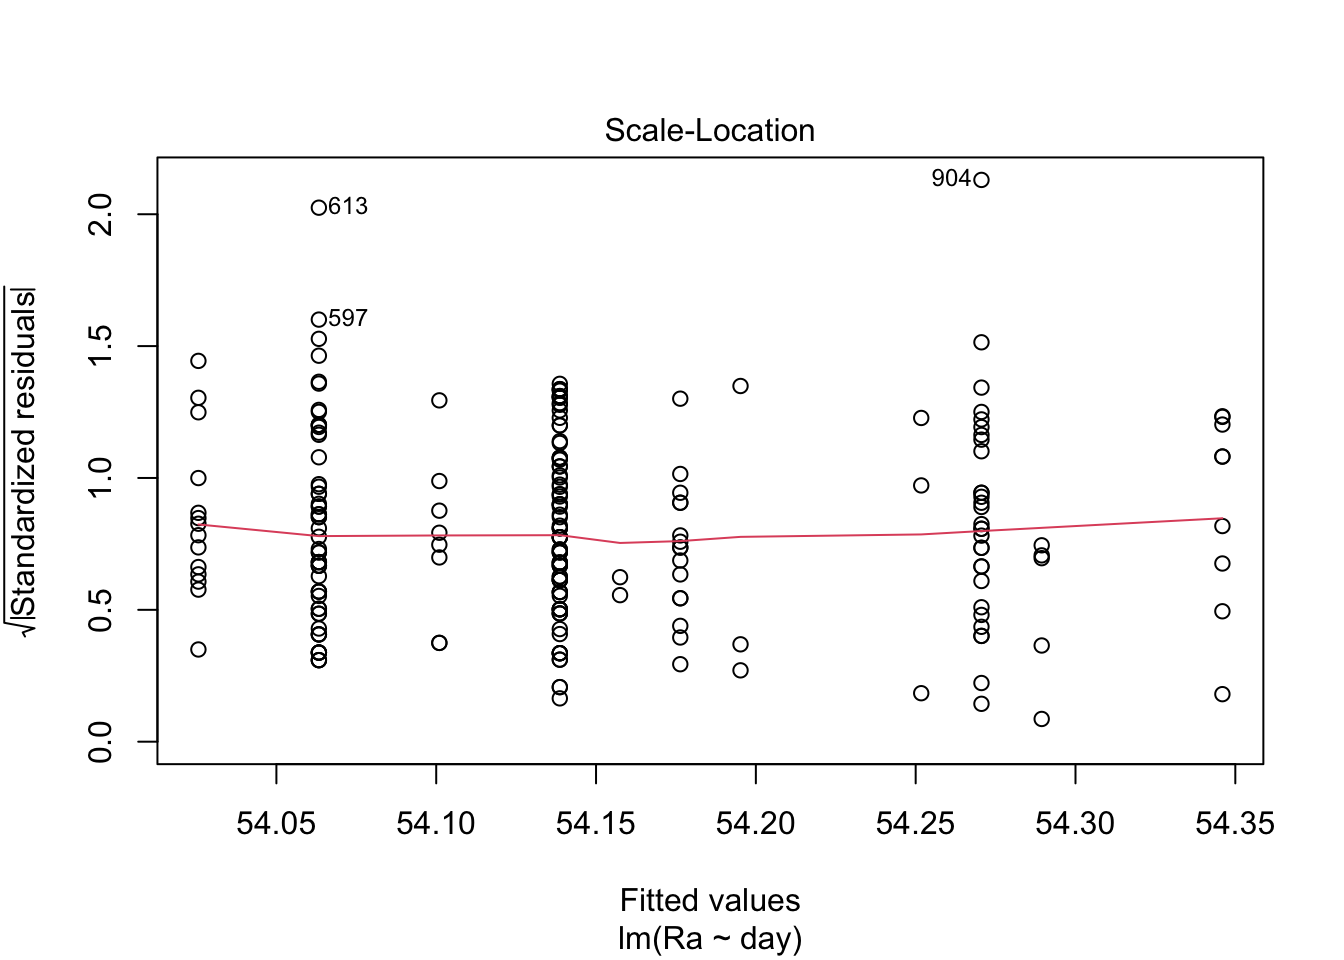 Scale-Location
√|Standardized residuals|
2.0
1.5
1.0
0.5
0.0
613
597
904
54.05 54.10 54.15 54.20 54.25 54.30 54.35
Fitted values
lm(Ra ~ day)